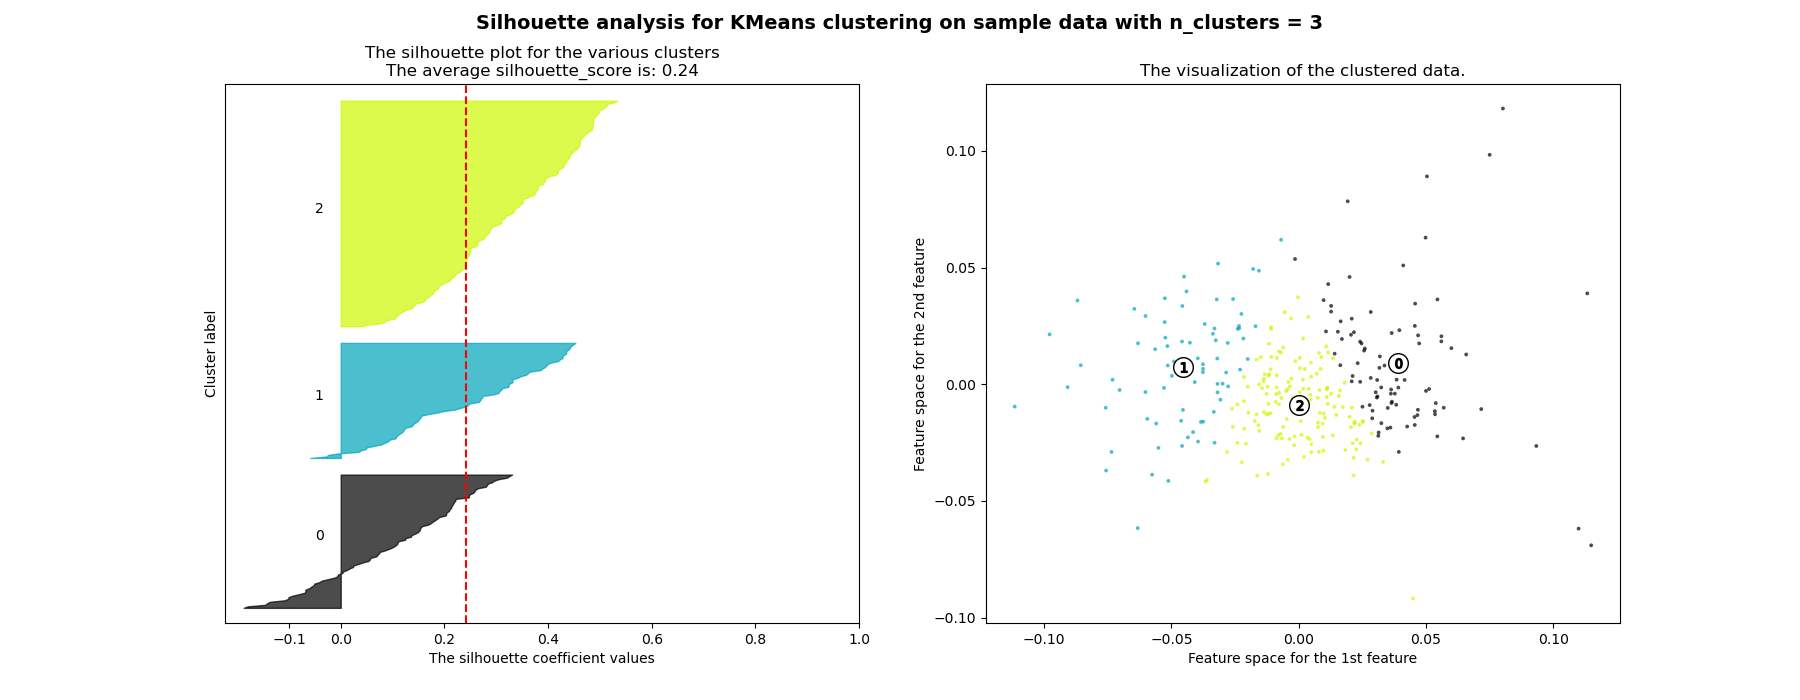 Silhouette analysis for KMeans clustering on sample data with n_clusters = 3
The silhouette plot for the various clusters
The average silhouette_score is: 0.24
Cluster label
2
1
0
−0.1 0.0 0.2 0.4 0.6 0.8 1.0
The silhouette coefficient values
The visualization of the clustered data.
Feature space for the 2nd feature
0.10
0.05
0.00
−0.05
−0.10
0
1
2
−0.10 −0.05 0.00 0.05 0.10
Feature space for the 1st feature